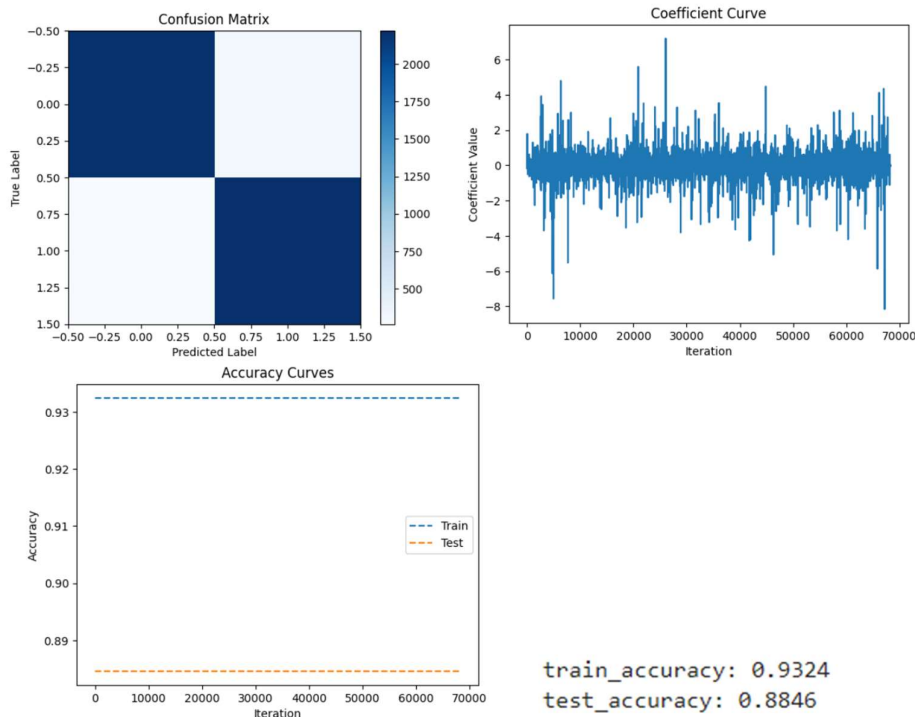 Confusion Matrix
−0.50
−0.25
0.00
0.25
0.50
0.75
1.00
1.25
1.50
True Label
−0.50 −0.25 0.00 0.25 0.50 0.75 1.00 1.25 1.50
Predicted Label
2000
1750
1500
1250
1000
750
500
Coefficient Curve
6
4
2
0
−2
−4
−6
−8
Coefficient Value
0 10000 20000 30000 40000 50000 60000 70000
Iteration
Accuracy Curves
0.93
0.92
0.91
0.90
0.89
Accuracy
Train
Test
0 10000 20000 30000 40000 50000 60000 70000
Iteration
train_accuracy: 0.9324
test_accuracy: 0.8846